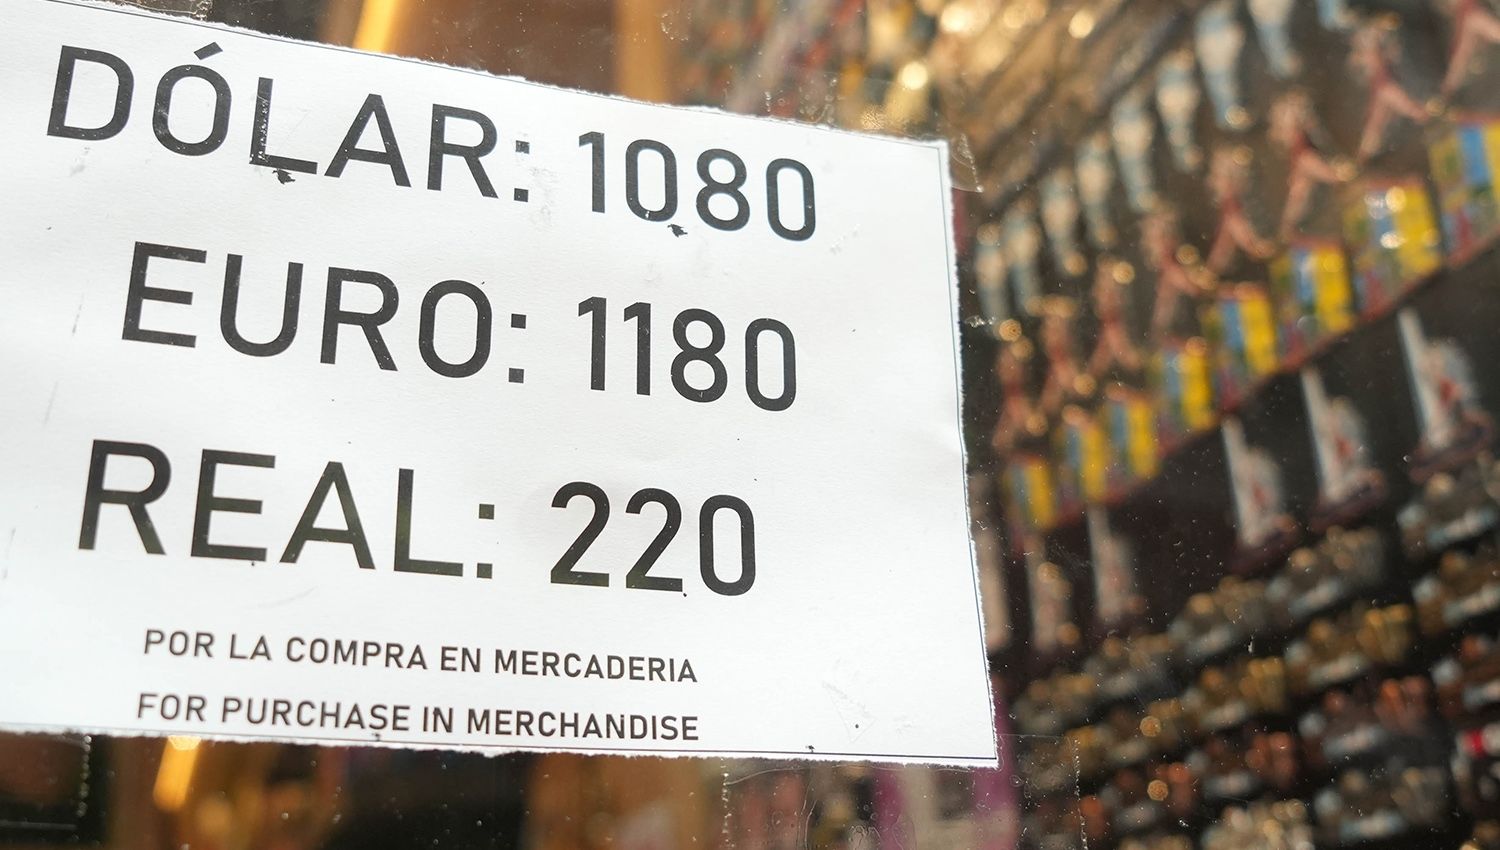 DÓLAR: 1080
EURO: 1180
REAL: 220
POR LA COMPRA EN MERCADERIA
FOR PURCHASE IN MERCHANDISE